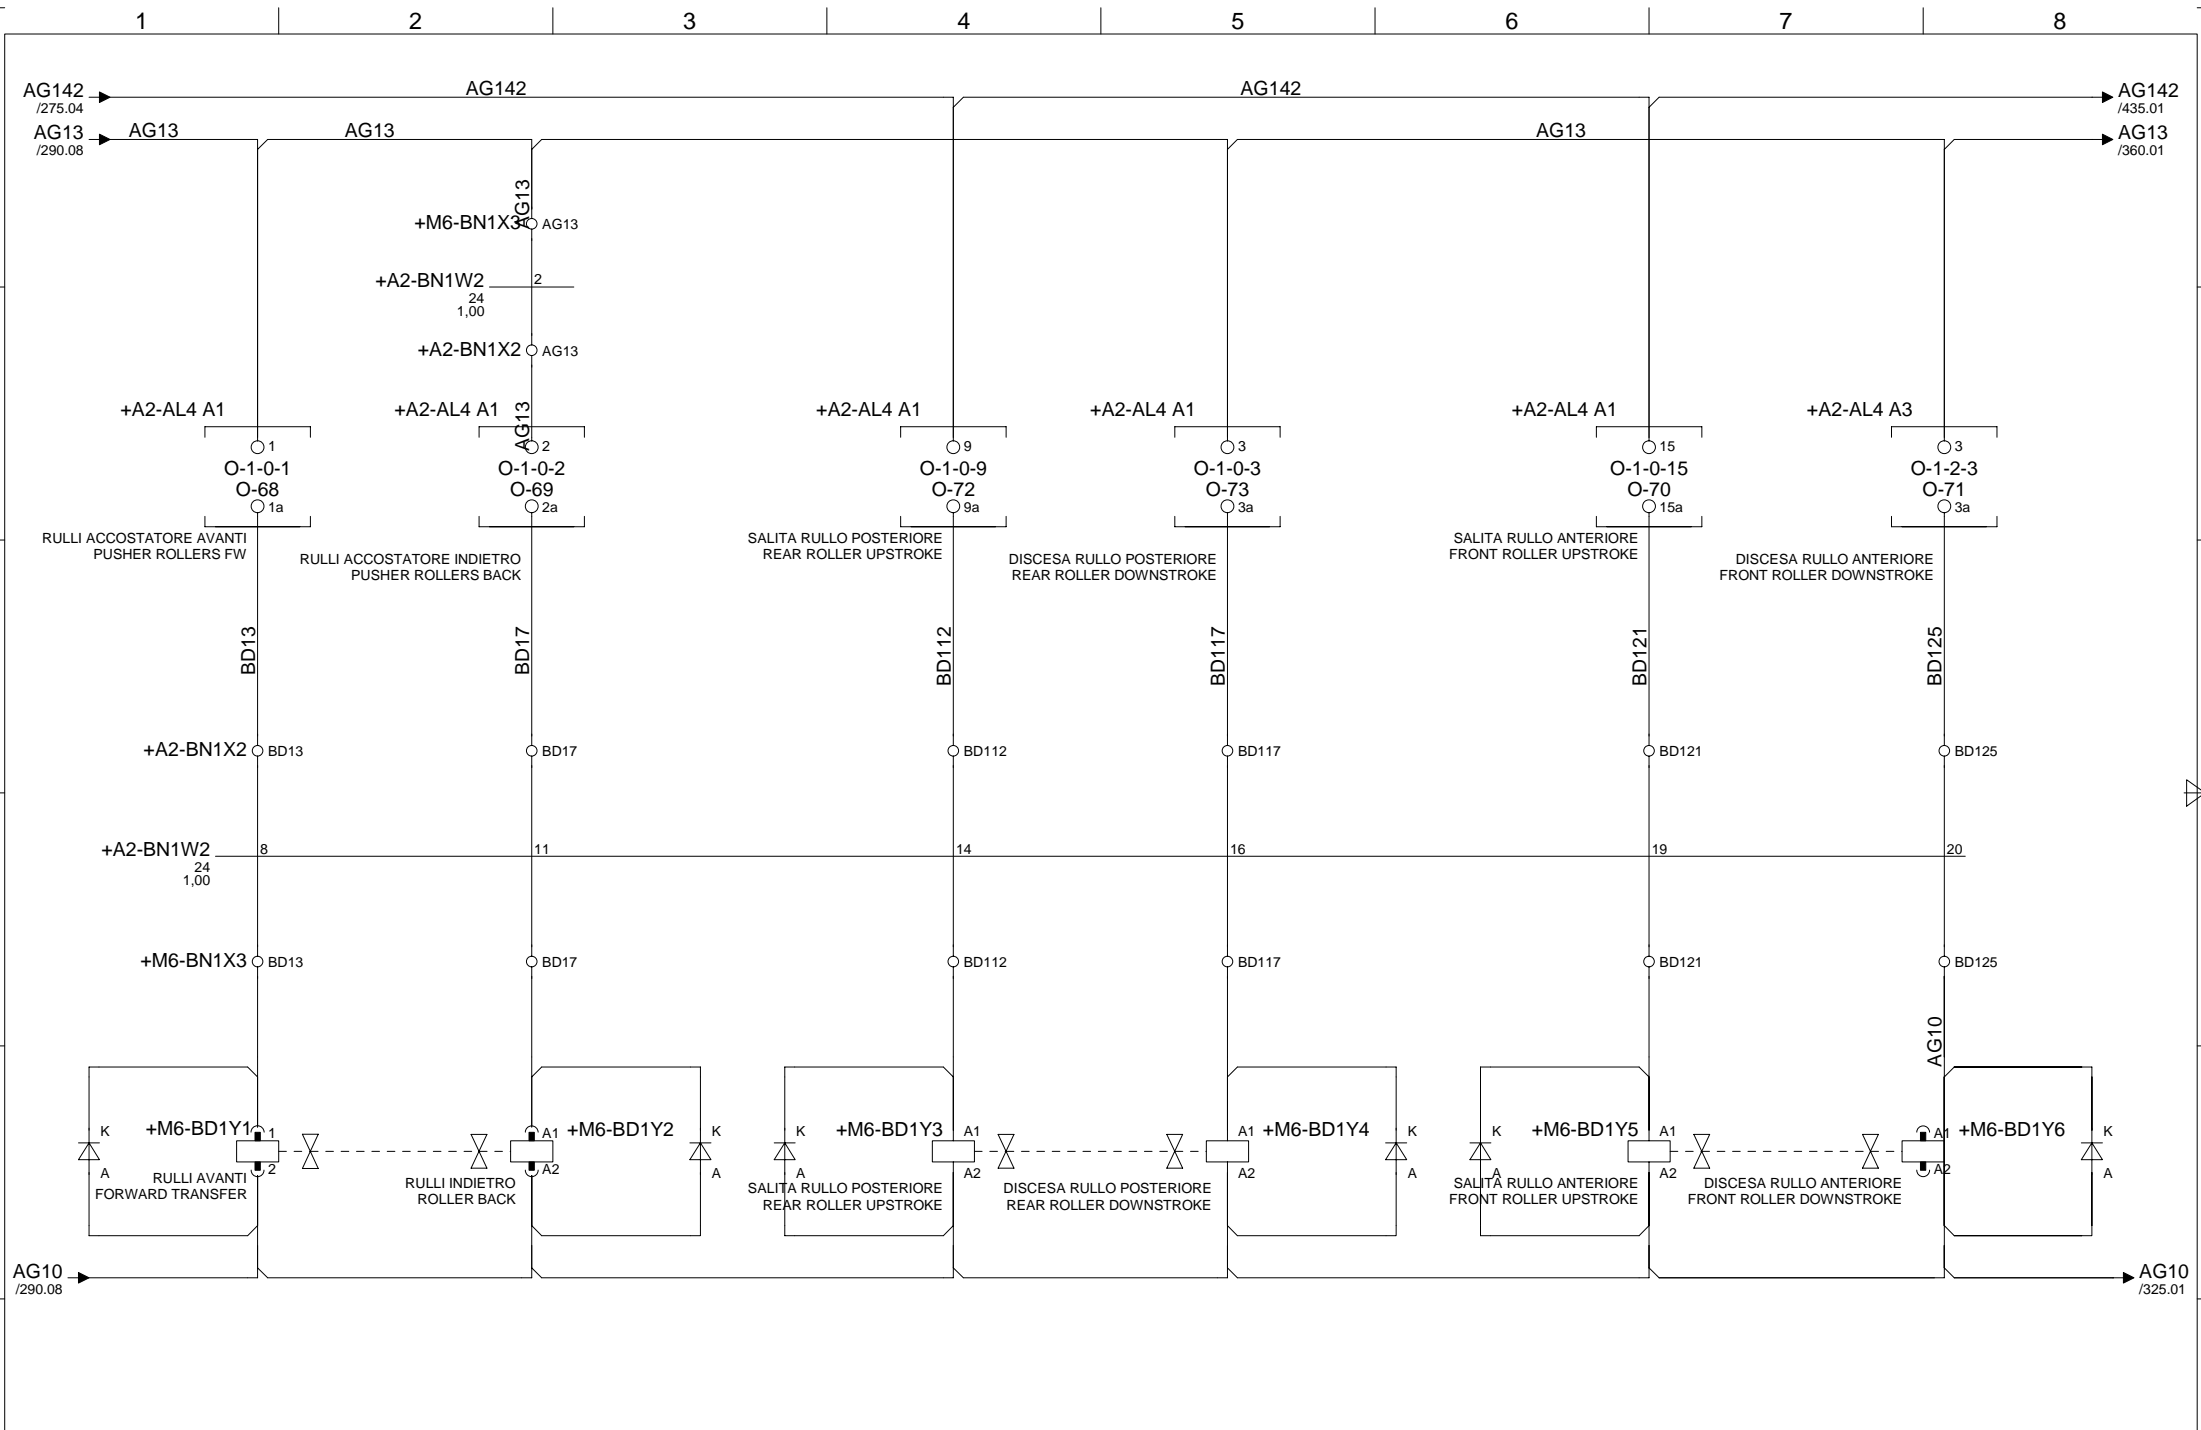 1 2 3 4 5 6 7 8
AG142 AG142 AG142 AG142
/275.04 /435.01
AG13 AG13 AG13 AG13 AG13
/290.08 /360.01
AG13
+M6-BN1X3 AG13
+A2-BN1W2 2
24
1,00
+A2-BN1X2 AG13
AG13
+A2-AL4 A1 +A2-AL4 A1 +A2-AL4 A1 +A2-AL4 A1 +A2-AL4 A1 +A2-AL4 A3
1 2 9 3 15 3
O-1-0-1 O-1-0-2 O-1-0-9 O-1-0-3 O-1-0-15 O-1-2-3
O-68 O-69 O-72 O-73 O-70 O-71
1a 2a 9a 3a 15a 3a
RULLI ACCOSTATORE AVANTI
PUSHER ROLLERS FW
RULLI ACCOSTATORE INDIETRO
PUSHER ROLLERS BACK
SALITA RULLO POSTERIORE
REAR ROLLER UPSTROKE
DISCESA RULLO POSTERIORE
REAR ROLLER DOWNSTROKE
SALITA RULLO ANTERIORE
FRONT ROLLER UPSTROKE
DISCESA RULLO ANTERIORE
FRONT ROLLER DOWNSTROKE
BD13 BD17 BD112 BD117 BD121 BD125
+A2-BN1X2 BD13 BD17 BD112 BD117 BD121 BD125
+A2-BN1W2 8 11 14 16 19 20
24
1,00
+M6-BN1X3 BD13 BD17 BD112 BD117 BD121 BD125
AG10
K +M6-BD1Y1 1 A1 +M6-BD1Y2 K K +M6-BD1Y3 A1 A1 +M6-BD1Y4 K K +M6-BD1Y5 A1 A1 +M6-BD1Y6 K
A 2 A2 A A A2 A2 A A A2 A2 A
RULLI AVANTI
FORWARD TRANSFER
RULLI INDIETRO
ROLLER BACK
SALITA RULLO POSTERIORE
REAR ROLLER UPSTROKE
DISCESA RULLO POSTERIORE
REAR ROLLER DOWNSTROKE
SALITA RULLO ANTERIORE
FRONT ROLLER UPSTROKE
DISCESA RULLO ANTERIORE
FRONT ROLLER DOWNSTROKE
AG10 AG10
/290.08 /325.01